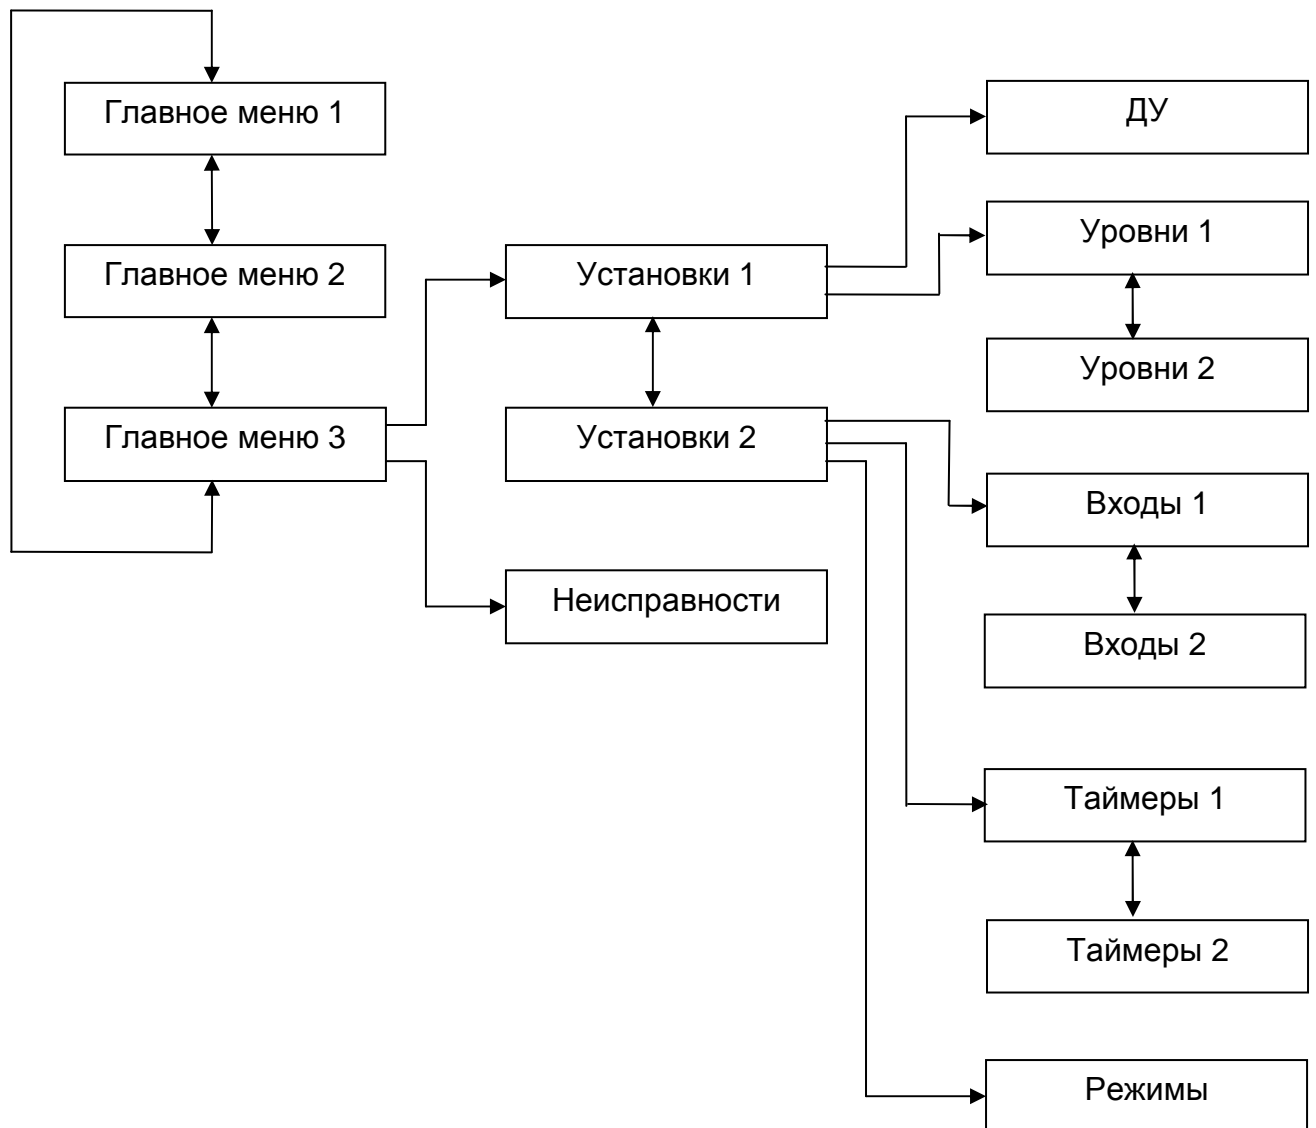 Главное меню 1
Главное меню 2
Главное меню 3
Установки 1
Установки 2
Неисправности
ДУ
Уровни 1
Уровни 2
Входы 1
Входы 2
Таймеры 1
Таймеры 2
Режимы